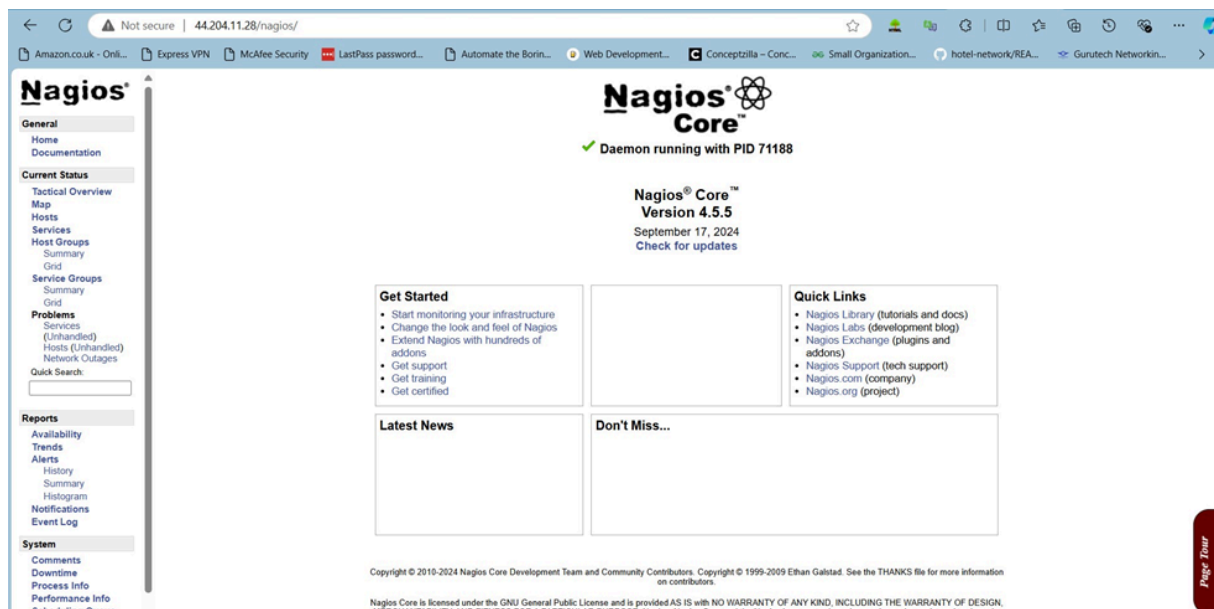 Not secure | 44.204.11.28/nagios/
Amazon.co.uk - Onli... Express VPN McAfee Security LastPass password... Automate the Borin... Web Development... Conceptzilla – Conc... Small Organization... hotel-network/REA... Gurutech Networkin...
Nagios®
General
Home
Documentation
Current Status
Tactical Overview
Map
Hosts
Services
Host Groups
Summary
Grid
Service Groups
Summary
Grid
Problems
Services
(Unhandled)
Hosts (Unhandled)
Network Outages
Quick Search:
Reports
Availability
Trends
Alerts
History
Summary
Histogram
Notifications
Event Log
System
Comments
Downtime
Process Info
Performance Info
Nagios®
Core™
Daemon running with PID 71188
Nagios® Core™
Version 4.5.5
September 17, 2024
Check for updates
Get Started
• Start monitoring your infrastructure
• Change the look and feel of Nagios
• Extend Nagios with hundreds of
addons
• Get support
• Get training
• Get certified
Quick Links
• Nagios Library (tutorials and docs)
• Nagios Labs (development blog)
• Nagios Exchange (plugins and
addons)
• Nagios Support (tech support)
• Nagios.com (company)
• Nagios.org (project)
Latest News
Don't Miss...
Copyright © 2010-2024 Nagios Core Development Team and Community Contributors. Copyright © 1999-2009 Ethan Galstad. See the THANKS file for more information
on contributors.
Nagios Core is licensed under the GNU General Public License and is provided AS IS with NO WARRANTY OF ANY KIND, INCLUDING THE WARRANTY OF DESIGN,
Page Tour